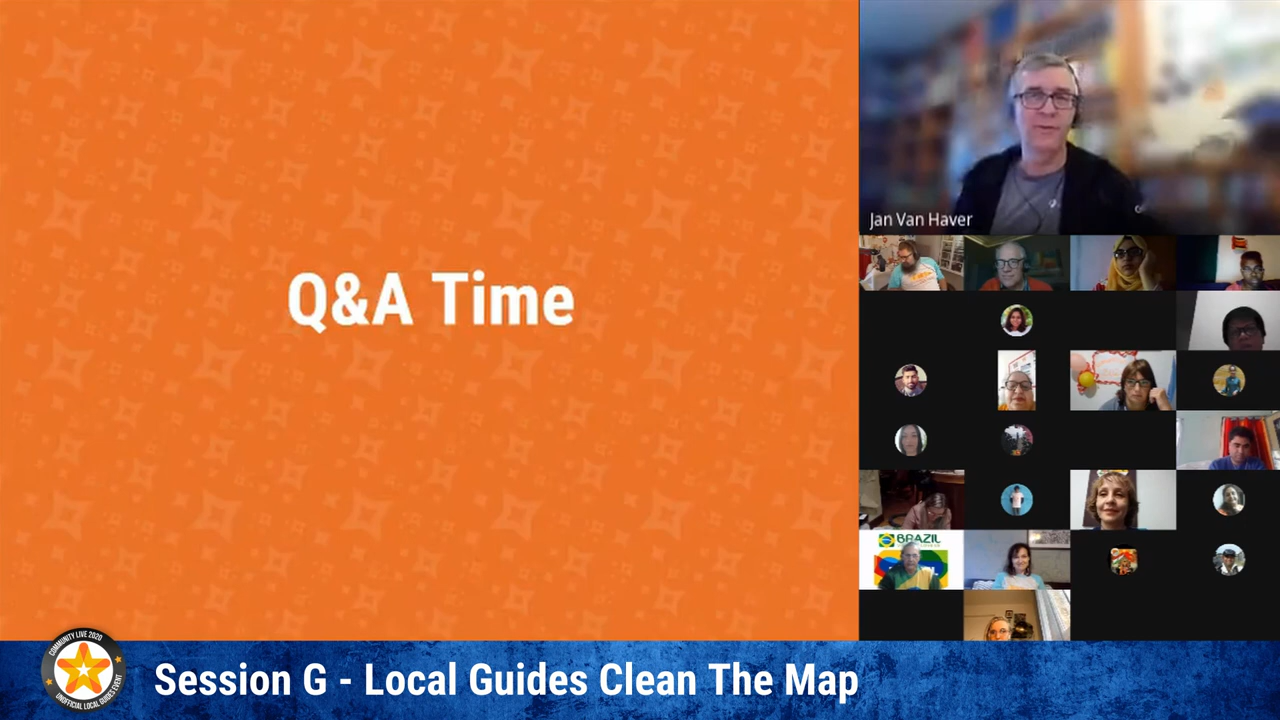 Q&A Time
Jan Van Haver
BRAZIL
COMMUNITY LIVE 2020
UNOFFICIAL LOCAL GUIDES EVENT
Session G - Local Guides Clean The Map